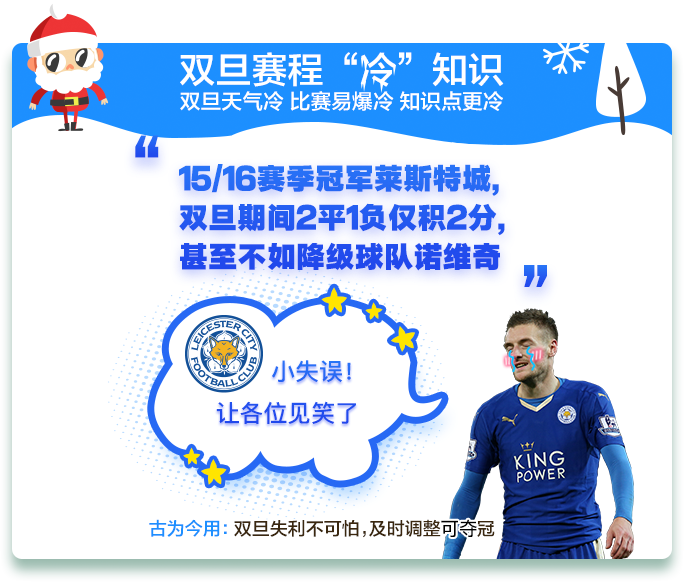 双旦赛程“冷”知识
双旦天气冷 比赛易爆冷 知识点更冷
“15/16赛季冠军莱斯特城，
双旦期间2平1负仅积2分，
甚至不如降级球队诺维奇”
LEICESTER CITY
FOOTBALL CLUB
小失误！
让各位见笑了
KING
POWER
古为今用：双旦失利不可怕，及时调整可夺冠